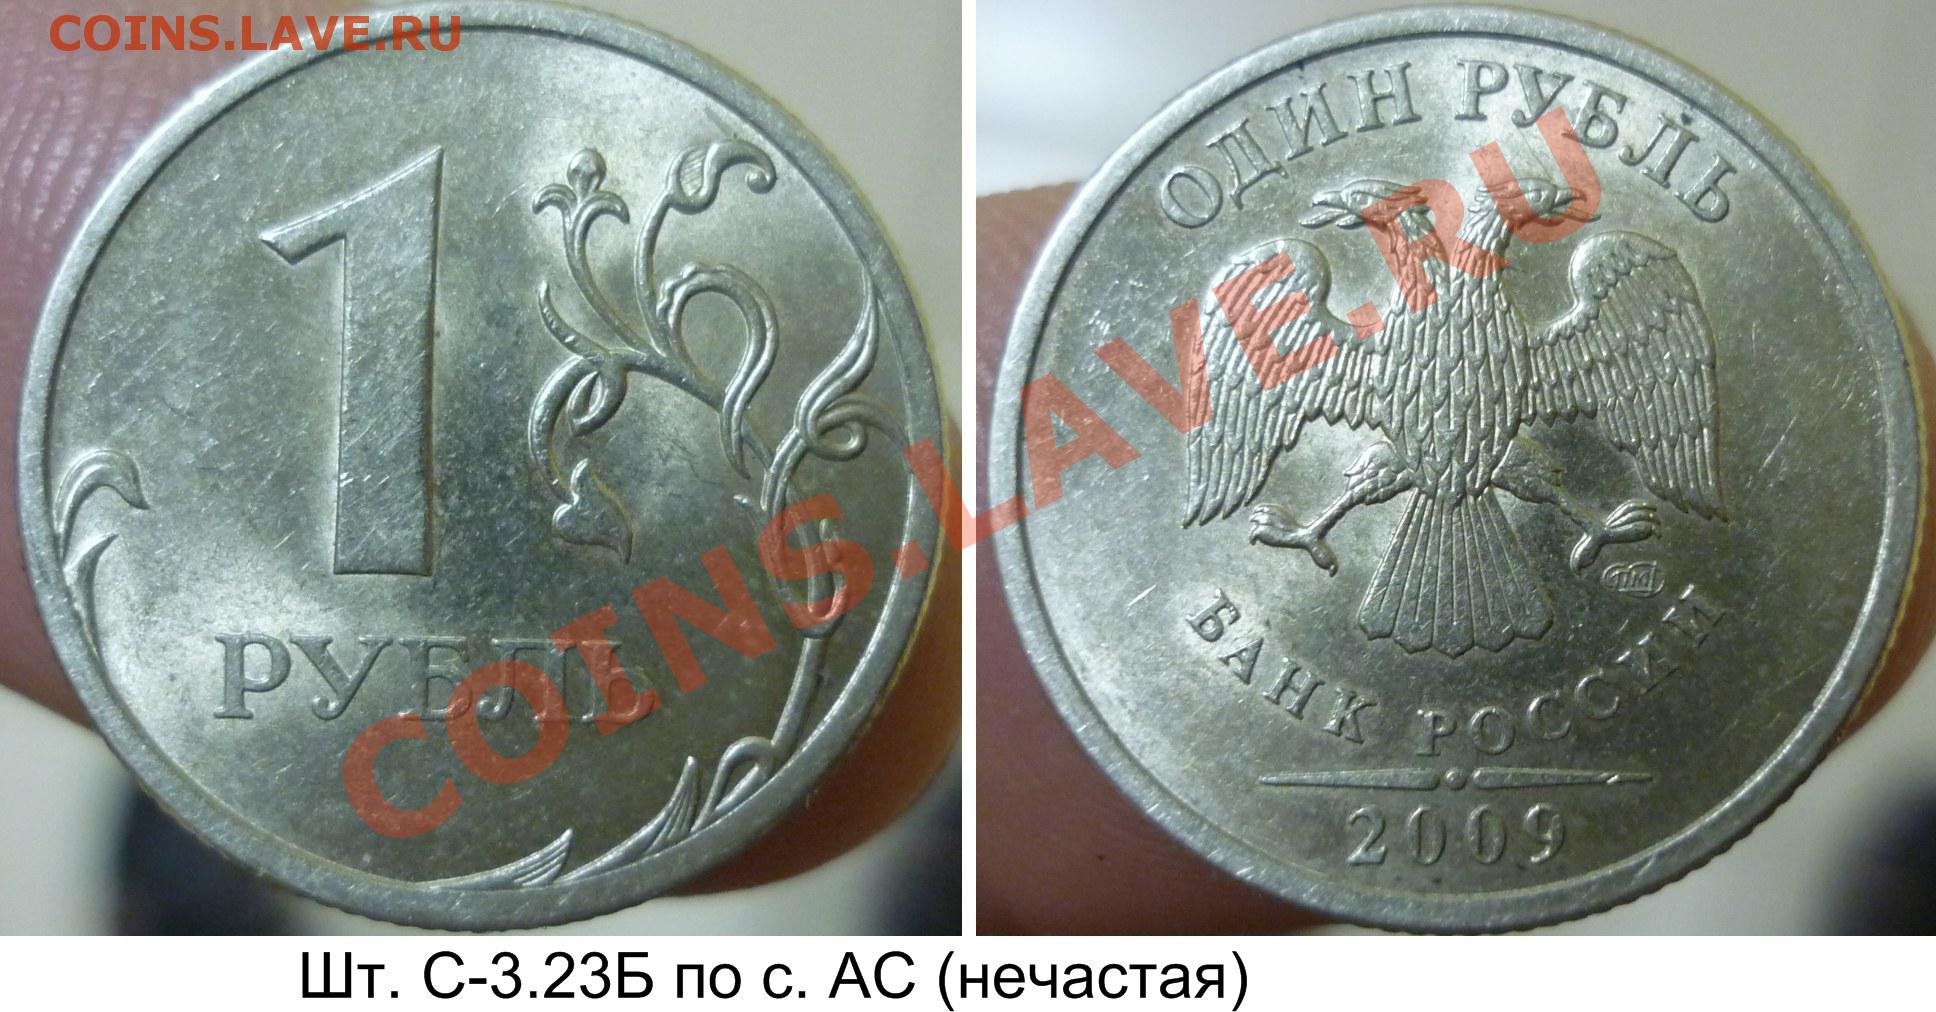 COINS.LAVE.RU
1
РУБЛЬ
ОДИН РУБЛЬ
БАНК РОССИИ
2009
COINS.LAVE.RU
Шт. С-3.23Б по с. АС (нечастая)